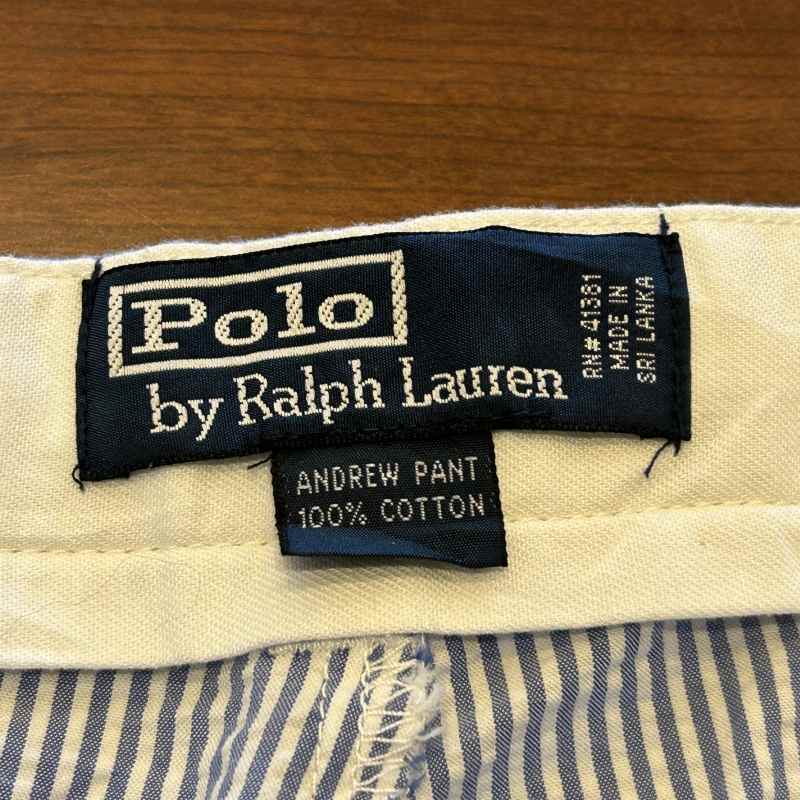 Polo
by Ralph Lauren
RN# 41381
MADE IN
SRI LANKA
ANDREW PANT
100% COTTON